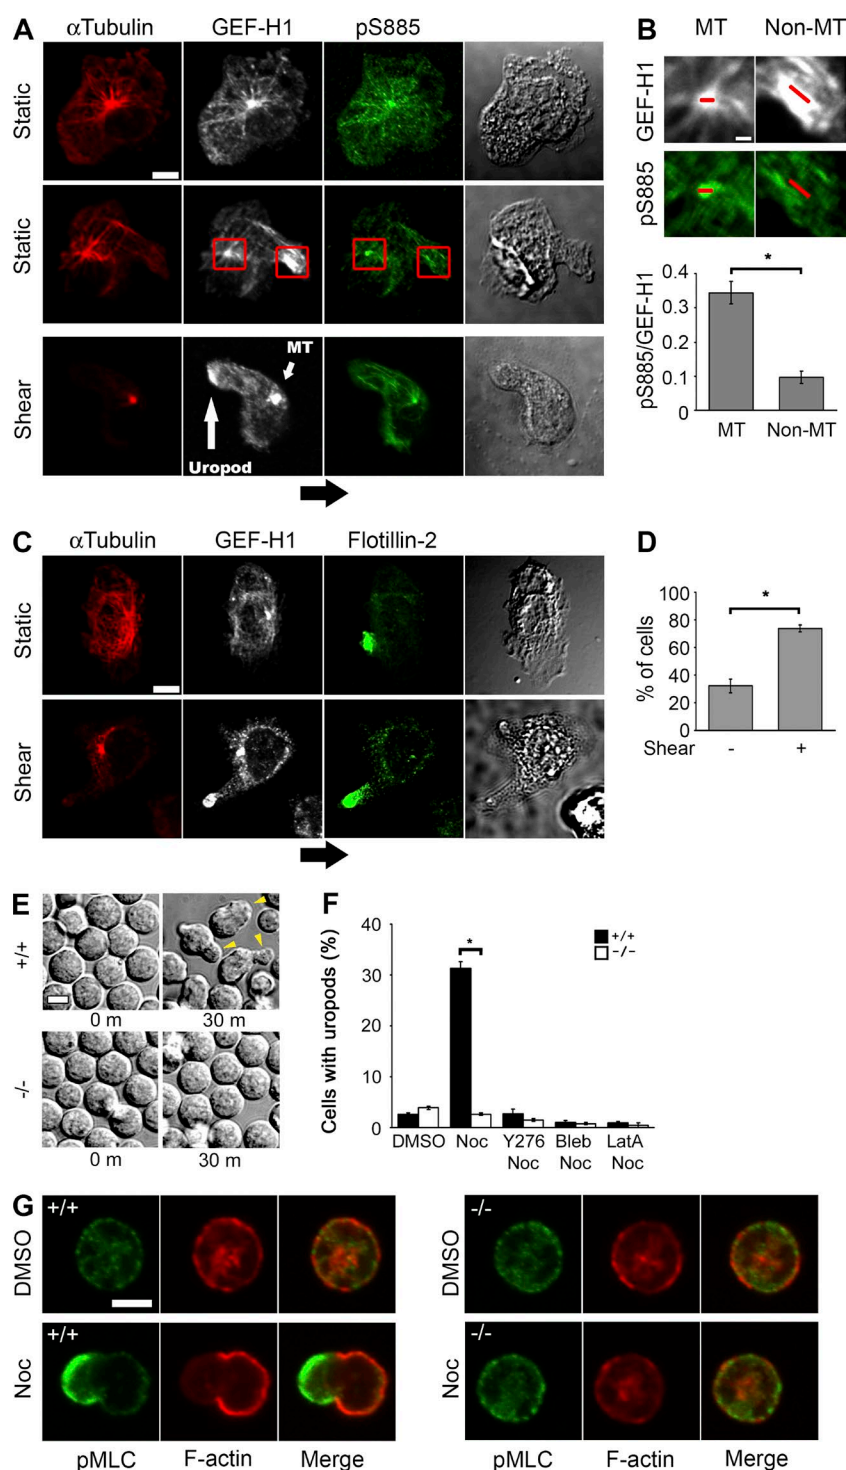 A
αTubulin GEF-H1 pS885
Static
Static
Shear
MT
Uropod
B
MT Non-MT
GEF-H1
pS885
pS885/GEF-H1
0.4
0.3
0.2
0.1
0
*
MT Non-MT
C
αTubulin GEF-H1 Flotillin-2
Static
Shear
D
% of cells
100
80
60
40
20
0
*
Shear - +
E
+/+
0 m 30 m
-/-
0 m 30 m
F
Cells with uropods (%)
40
30
20
10
0
*
+/+
-/-
DMSO Noc Y276 Bleb LatA
Noc Noc Noc
G
DMSO
+/+
Noc
+/+
pMLC F-actin Merge
DMSO
-/-
Noc
-/-
pMLC F-actin Merge